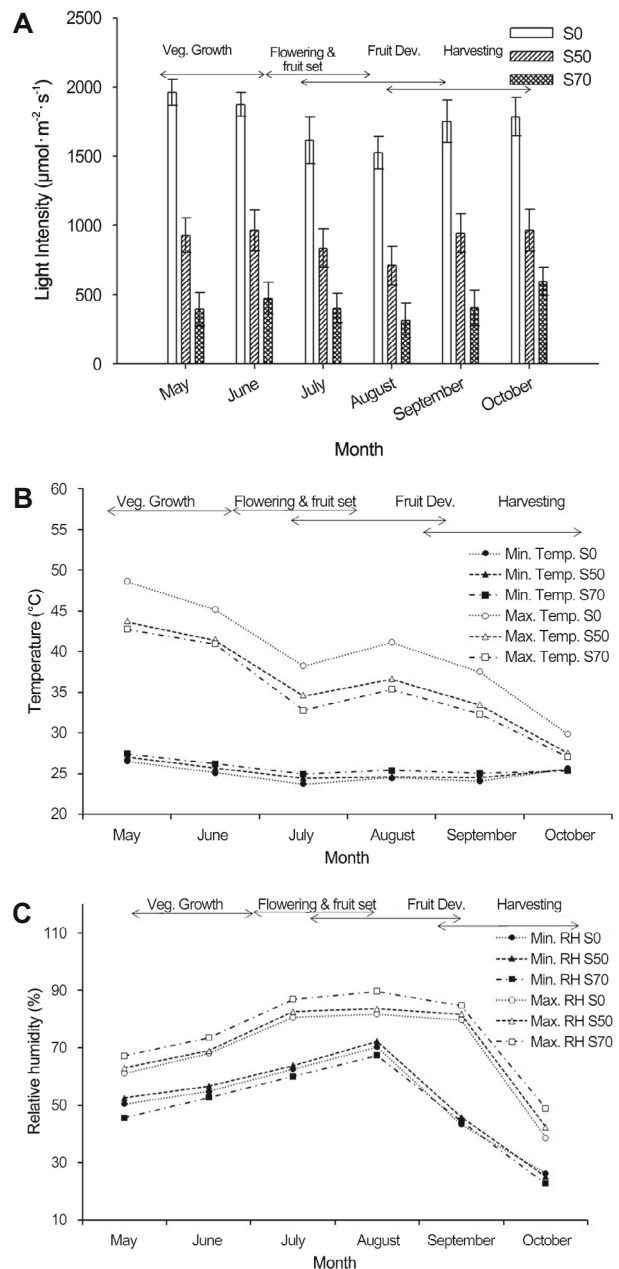 A
2500
2000
1500
1000
500
0
Light Intensity (μmol·m⁻²·s⁻¹)
Veg. Growth
Flowering &
fruit set
Fruit Dev.
Harvesting
S0
S50
S70
May
June
July
August
September
October
Month
B
60
55
50
45
40
35
30
25
20
Temperature (°C)
Veg. Growth
Flowering & fruit set
Fruit Dev.
Harvesting
Min. Temp. S0
Min. Temp. S50
Min. Temp. S70
Max. Temp. S0
Max. Temp. S50
Max. Temp. S70
May
June
July
August
September
October
Month
C
110
90
70
50
30
10
Relative humidity (%)
Veg. Growth
Flowering & fruit set
Fruit Dev.
Harvesting
Min. RH S0
Min. RH S50
Min. RH S70
Max. RH S0
Max. RH S50
Max. RH S70
May
June
July
August
September
October
Month